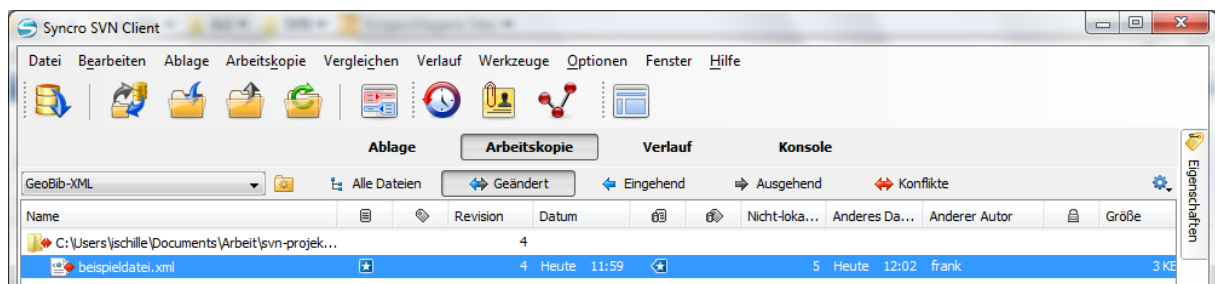 Syncro SVN Client
Datei Bearbeiten Ablage Arbeitskopie Vergleichen Verlauf Werkzeuge Optionen Fenster Hilfe
Ablage Arbeitskopie Verlauf Konsole
GeoBib-XML Alle Dateien Geändert Eingehend Ausgehend Konflikte
Name Revision Datum Nicht-loka... Anderes Da... Anderer Autor Größe
C:\Users\jschille\Documents\Arbeit\svn-projek... 4
beispieldatei.xml 4 Heute 11:59 5 Heute 12:02 frank 3 KE
Eigenschaften